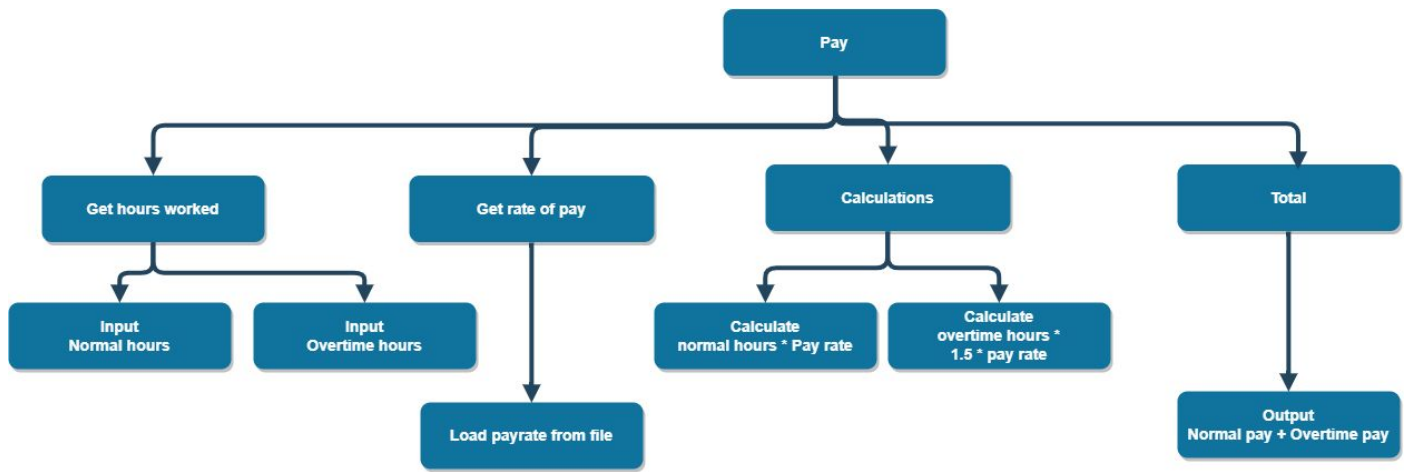 Pay
Get hours worked
Get rate of pay
Calculations
Total
Input
Normal hours
Input
Overtime hours
Calculate
normal hours * Pay rate
Calculate
overtime hours *
1.5 * pay rate
Load payrate from file
Output
Normal pay + Overtime pay